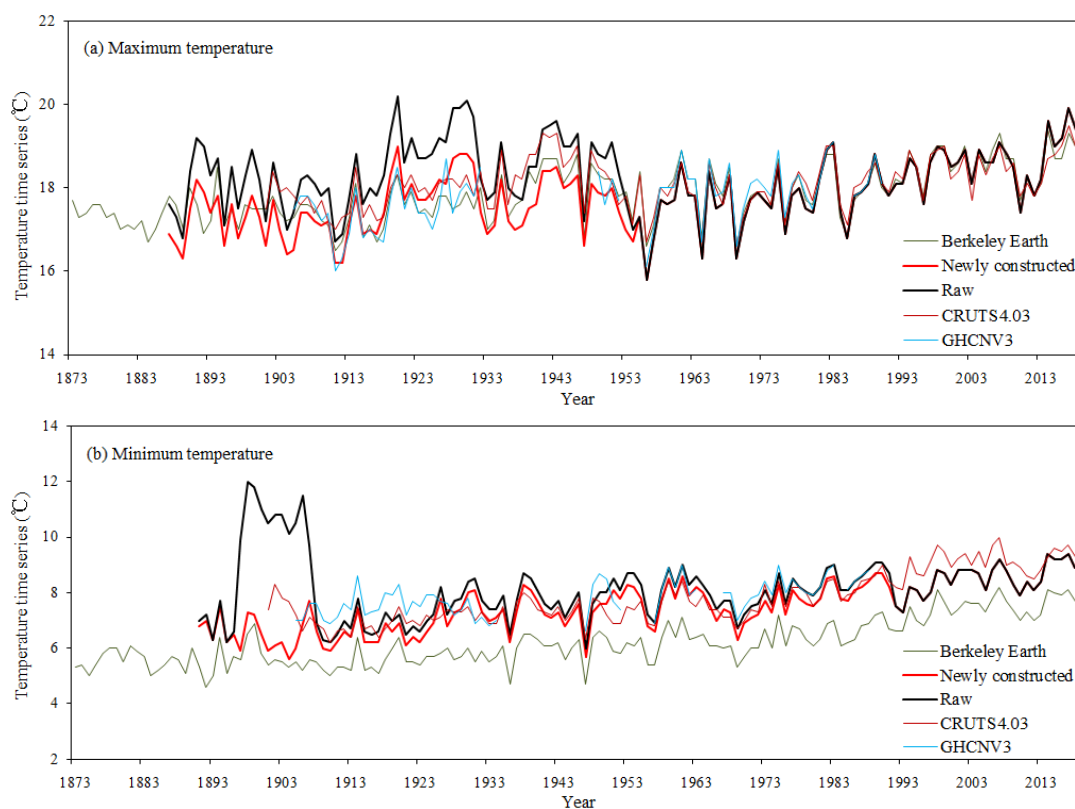 22
(a) Maximum temperature
20
18
16
14
Temperature time series (℃)
Berkeley Earth
Newly constructed
Raw
CRUTS4.03
GHCNV3
1873 1883 1893 1903 1913 1923 1933 1943 1953 1963 1973 1983 1993 2003 2013
Year
14
(b) Minimum temperature
12
10
8
6
4
2
Temperature time series (℃)
Berkeley Earth
Newly constructed
Raw
CRUTS4.03
GHCNV3
1873 1883 1893 1903 1913 1923 1933 1943 1953 1963 1973 1983 1993 2003 2013
Year